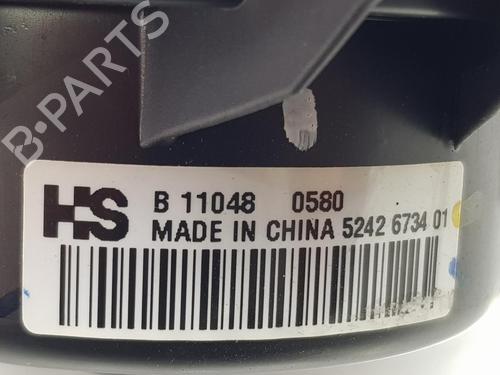 B-PARTS
HS B 11048 0580
MADE IN CHINA 5242 6734 01